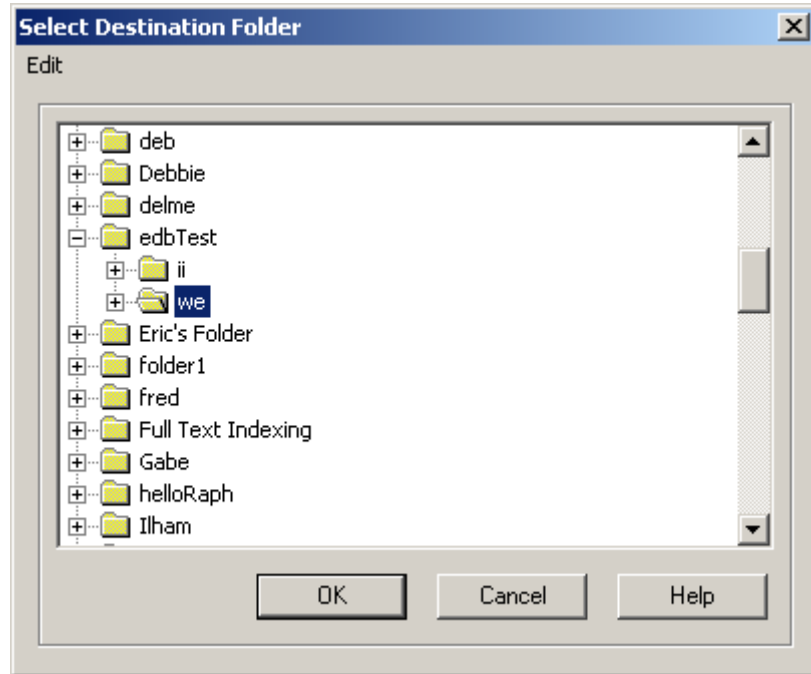 Select Destination Folder
Edit
deb
Debbie
delme
edbTest
ii
we
Eric's Folder
folder1
fred
Full Text Indexing
Gabe
helloRaph
Ilham
OK Cancel Help